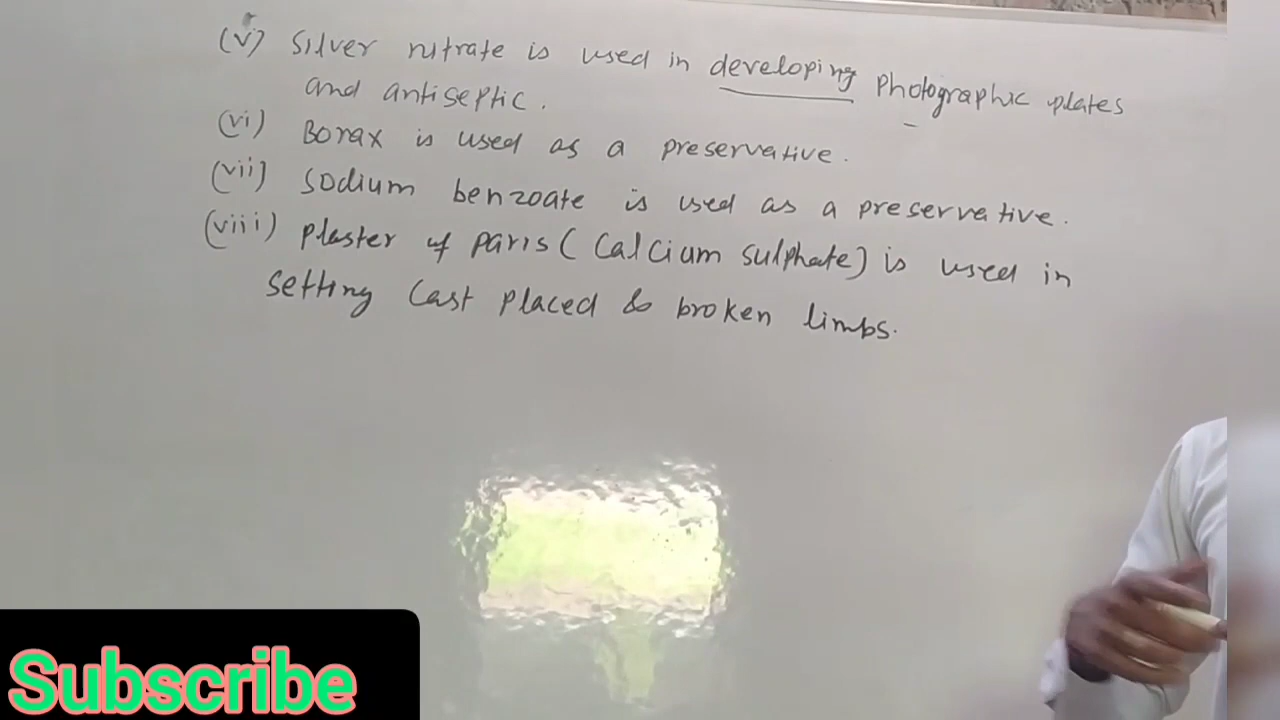 (v) Silver nitrate is used in developing photographic plates
and antiseptic.
(vi) Borax is used as a preservative.
(vii) Sodium benzoate is used as a preservative.
(viii) plaster of paris (Calcium sulphate) is used in
setting cast placed & broken limbs.
Subscribe